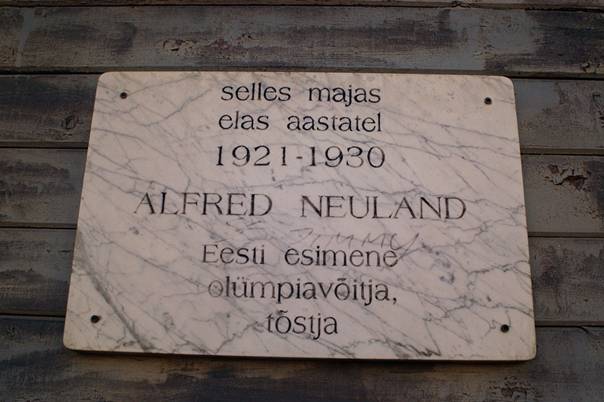 selles majas
elas aastatel
1921-1930
ALFRED NEULAND
Eesti esimene
olümpiavõitja,
tõstja